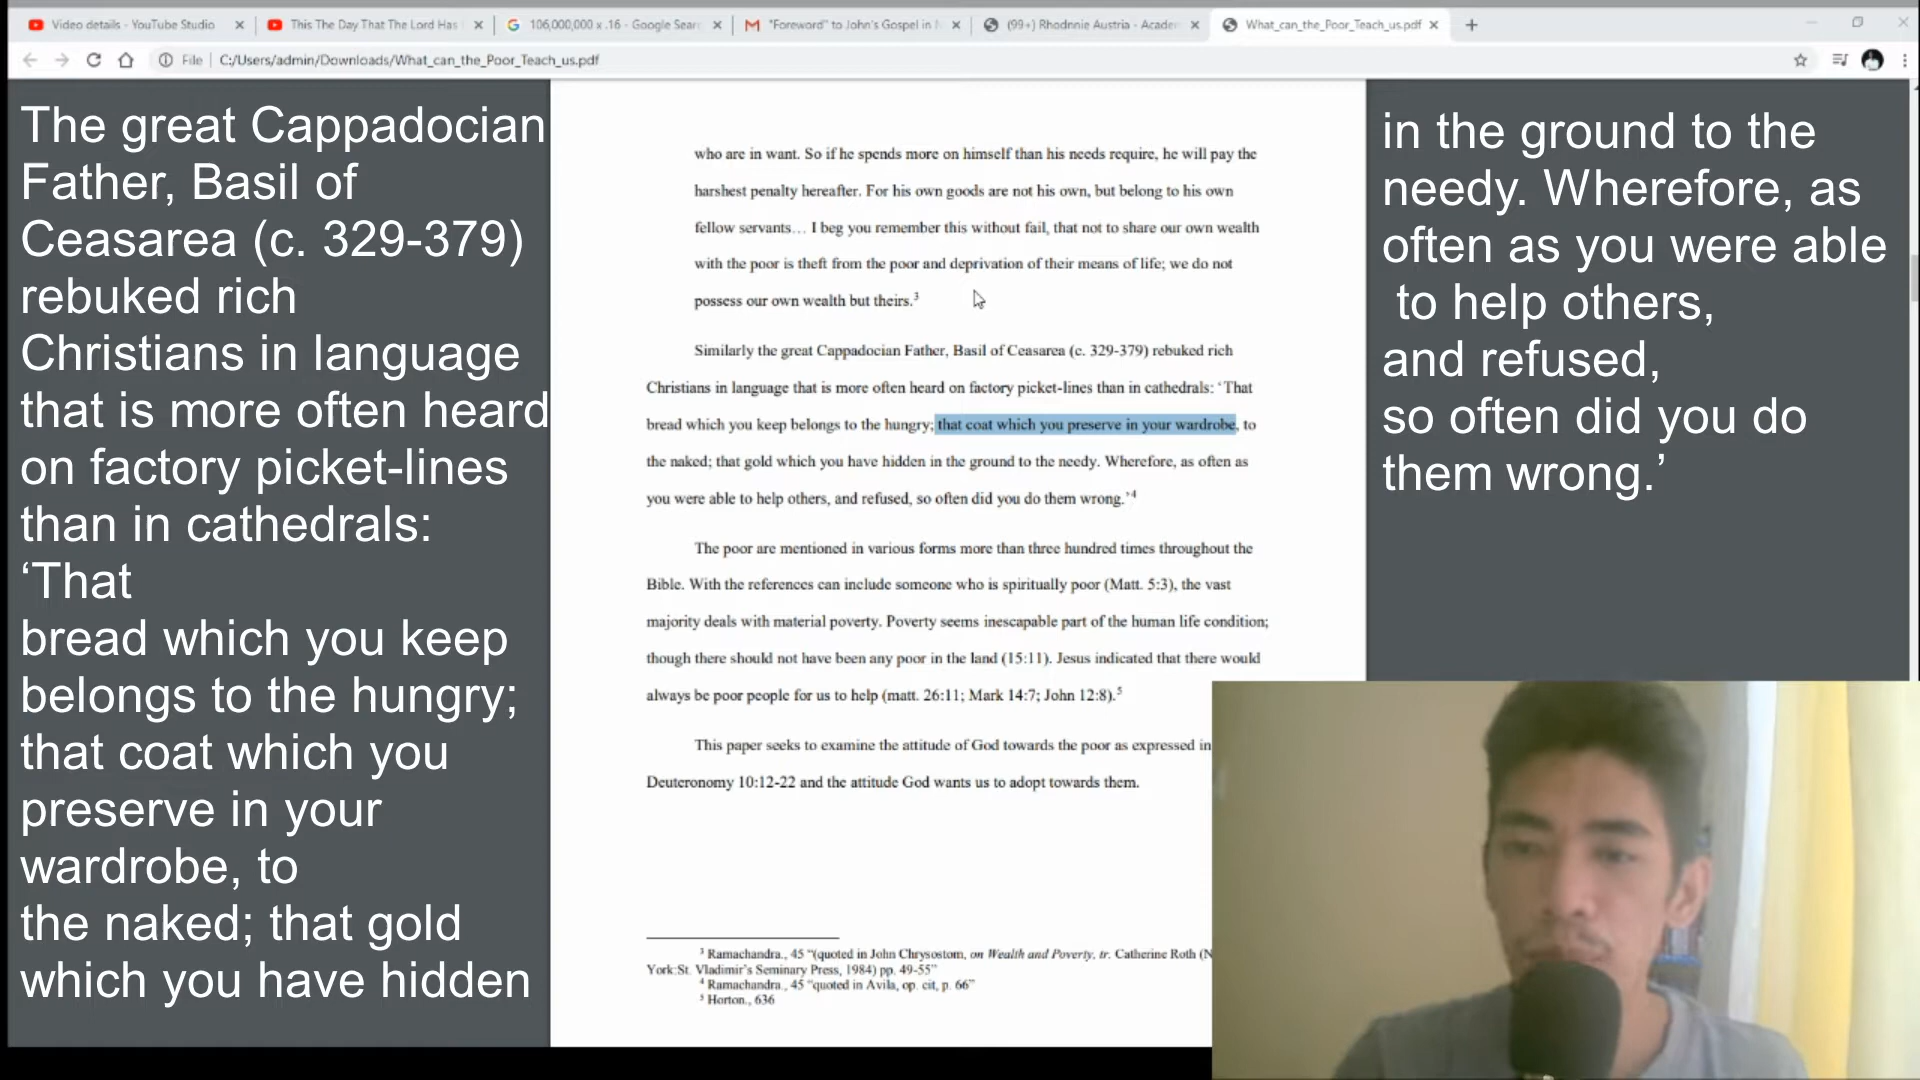 Video details - YouTube Studio
This The Day That The Lord Has
106,000,000 x .16 - Google Sear
"Foreword" to John's Gospel in
(99+) Rhodnnie Austria - Acade
What_can_the_Poor_Teach_us.pdf
File
C:/Users/admin/Downloads/What_can_the_Poor_Teach_us.pdf
The great Cappadocian
Father, Basil of
Ceasarea (c. 329-379)
rebuked rich
Christians in language
that is more often heard
on factory picket-lines
than in cathedrals:
‘That
bread which you keep
belongs to the hungry;
that coat which you
preserve in your
wardrobe, to
the naked; that gold
which you have hidden
who are in want. So if he spends more on himself than his needs require, he will pay the
harshest penalty hereafter. For his own goods are not his own, but belong to his own
fellow servants… I beg you remember this without fail, that not to share our own wealth
with the poor is theft from the poor and deprivation of their means of life; we do not
possess our own wealth but theirs.³
Similarly the great Cappadocian Father, Basil of Ceasarea (c. 329-379) rebuked rich
Christians in language that is more often heard on factory picket-lines than in cathedrals: ‘That
bread which you keep belongs to the hungry; that coat which you preserve in your wardrobe, to
the naked; that gold which you have hidden in the ground to the needy. Wherefore, as often as
you were able to help others, and refused, so often did you do them wrong.’⁴
The poor are mentioned in various forms more than three hundred times throughout the
Bible. With the references can include someone who is spiritually poor (Matt. 5:3), the vast
majority deals with material poverty. Poverty seems inescapable part of the human life condition;
though there should not have been any poor in the land (15:11). Jesus indicated that there would
always be poor people for us to help (matt. 26:11; Mark 14:7; John 12:8).⁵
This paper seeks to examine the attitude of God towards the poor as expressed in
Deuteronomy 10:12-22 and the attitude God wants us to adopt towards them.
³ Ramachandra., 45 “(quoted in John Chrysostom, on Wealth and Poverty, tr. Catherine Roth (N
York:St. Vladimir’s Seminary Press, 1984) pp. 49-55”
⁴ Ramachandra., 45 “quoted in Avila, op. cit, p. 66”
⁵ Horton., 636
in the ground to the
needy. Wherefore, as
often as you were able
to help others,
and refused,
so often did you do
them wrong.’